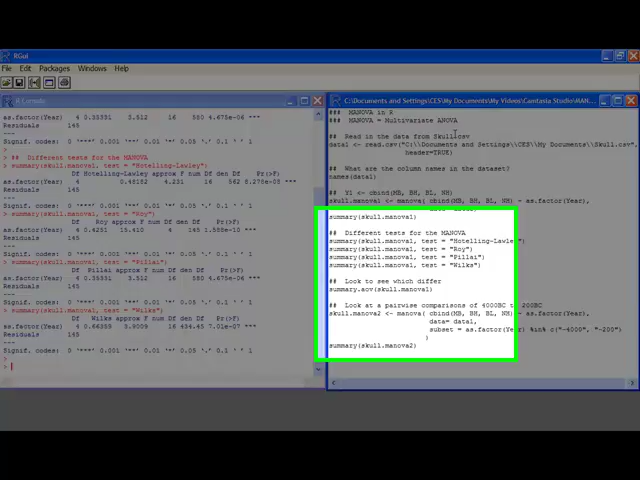 RGui
File Edit Packages Windows Help
R Console
as.factor(Year) 4 0.35331 3.512 16 580 4.675e-06 ***
Residuals 145
---
Signif. codes: 0 '***' 0.001 '**' 0.01 '*' 0.05 '.' 0.1 ' ' 1
>
> ## Different tests for the MANOVA
> summary(skull.manova1, test = "Hotelling-Lawley")
Df Hotelling-Lawley approx F num Df den Df Pr(>F)
as.factor(Year) 4 0.48182 4.231 16 562 8.278e-08 ***
Residuals 145
---
Signif. codes: 0 '***' 0.001 '**' 0.01 '*' 0.05 '.' 0.1 ' ' 1
> summary(skull.manova1, test = "Roy")
Df Roy approx F num Df den Df Pr(>F)
as.factor(Year) 4 0.4251 15.410 4 145 1.588e-10 ***
Residuals 145
---
Signif. codes: 0 '***' 0.001 '**' 0.01 '*' 0.05 '.' 0.1 ' ' 1
> summary(skull.manova1, test = "Pillai")
Df Pillai approx F num Df den Df Pr(>F)
as.factor(Year) 4 0.35331 3.512 16 580 4.675e-06 ***
Residuals 145
---
Signif. codes: 0 '***' 0.001 '**' 0.01 '*' 0.05 '.' 0.1 ' ' 1
> summary(skull.manova1, test = "Wilks")
Df Wilks approx F num Df den Df Pr(>F)
as.factor(Year) 4 0.66359 3.9009 16 434.45 7.01e-07 ***
Residuals 145
---
Signif. codes: 0 '***' 0.001 '**' 0.01 '*' 0.05 '.' 0.1 ' ' 1
>
>
C:\Documents and Settings\CES\My Documents\My Videos\Camtasia Studio\MAN...
### MANOVA in R
### MANOVA = Multivariate ANOVA
## Read in the data from Skull.csv
data1 <- read.csv("C:\\Documents and Settings\\CES\\My Documents\\Skull.csv",
header=TRUE)
## What are the column names in the dataset?
names(data1)
## Y1 <- cbind(MB, BH, BL, NH)
skull.manova1 <- manova( cbind(MB, BH, BL, NH) ~ as.factor(Year),
summary(skull.manova1)
## Different tests for the MANOVA
summary(skull.manova1, test = "Hotelling-Lawley")
summary(skull.manova1, test = "Roy")
summary(skull.manova1, test = "Pillai")
summary(skull.manova1, test = "Wilks")
## Look to see which differ
summary.aov(skull.manova1)
## Look at a pairwise comparisons of 4000BC to 200BC
skull.manova2 <- manova( cbind(MB, BH, BL, NH) ~ as.factor(Year),
data= data1,
subset = as.factor(Year) %in% c("-4000", "-200")
)
summary(skull.manova2)